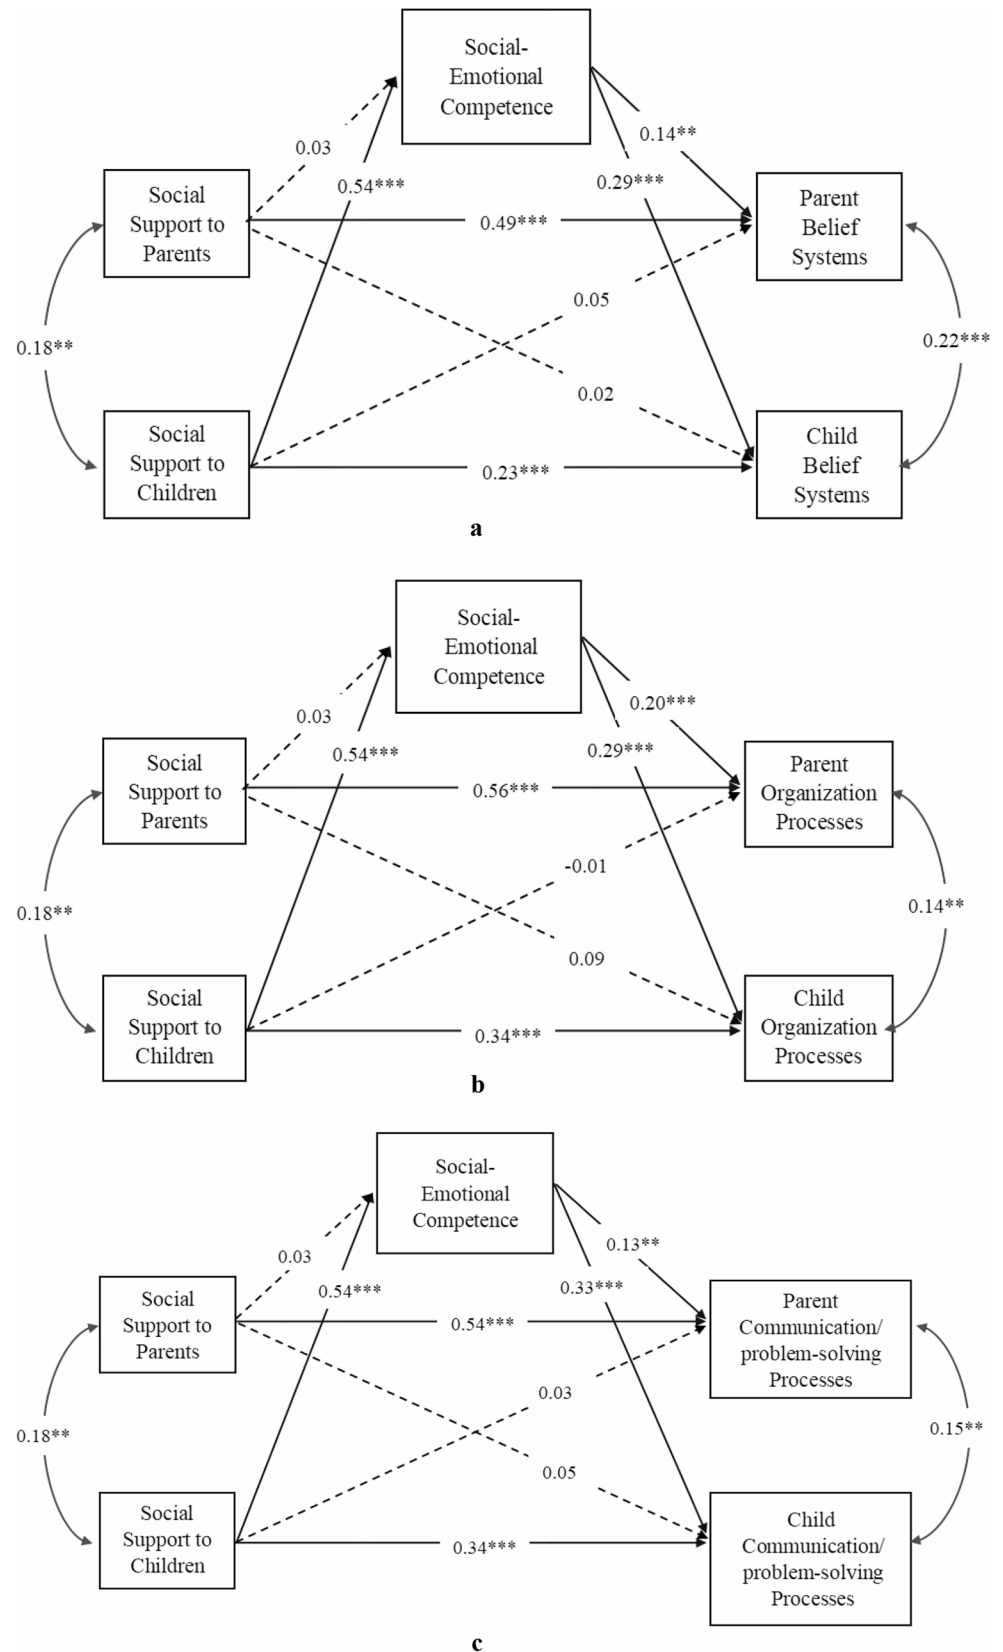 Social-
Emotional
Competence
0.03
0.14**
0.54***
0.29***
Social
Support to
Parents
0.49***
Parent
Belief
Systems
0.05
0.18**
0.22***
0.02
Social
Support to
Children
0.23***
Child
Belief
Systems
a
Social-
Emotional
Competence
0.03
0.20***
0.54***
0.29***
Social
Support to
Parents
0.56***
Parent
Organization
Processes
-0.01
0.18**
0.14**
0.09
Social
Support to
Children
0.34***
Child
Organization
Processes
b
Social-
Emotional
Competence
0.03
0.13**
0.54***
0.33***
Social
Support to
Parents
0.54***
Parent
Communication/
problem-solving
Processes
0.03
0.18**
0.15**
0.05
Social
Support to
Children
0.34***
Child
Communication/
problem-solving
Processes
c